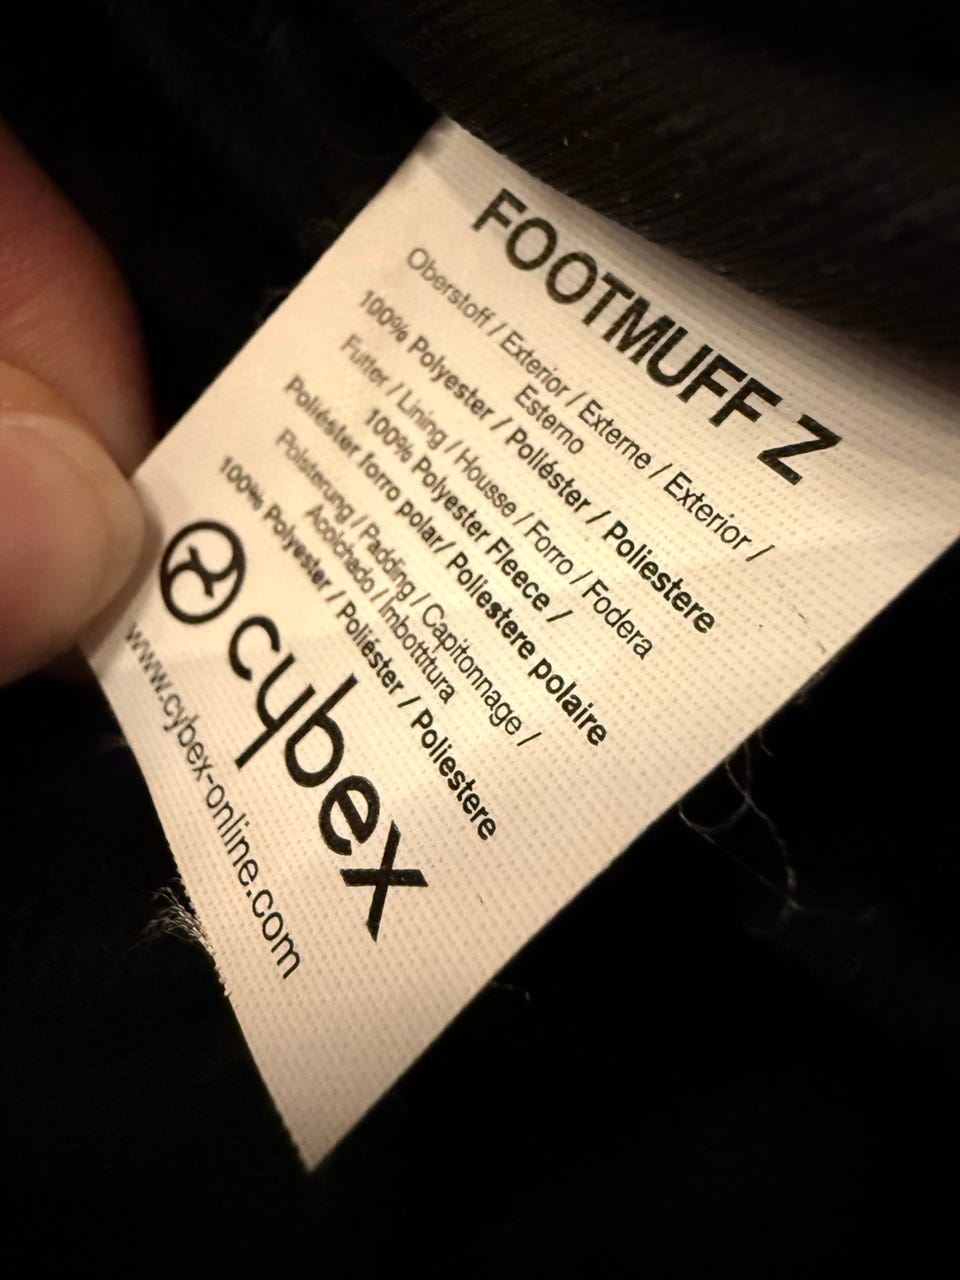 FOOTMUFF Z
Oberstoff / Exterior / Externe / Exterior /
Esterno
100% Polyester / Poliéster / Poliestere
Futter / Lining / Housse / Forro / Fodera
100% Polyester Fleece /
Poliéster forro polar/ Poliestere polaire
Polsterung / Padding / Capitonnage /
Acolchado / Imbottitura
100% Polyester / Poliéster / Poliestere
cybex
www.cybex-online.com